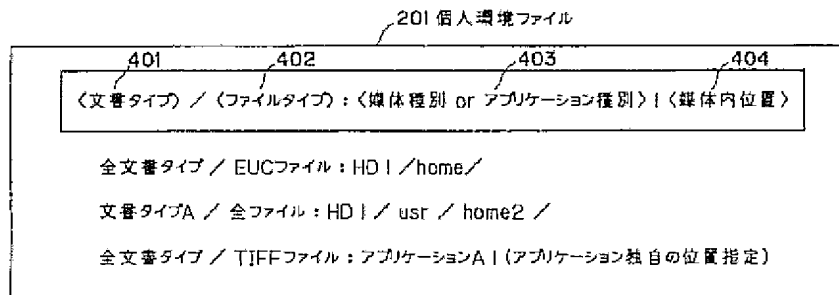 201 個人環境ファイル
401 402 403 404
〈文書タイプ〉 / 〈ファイルタイプ〉 : 〈媒体種別 or アプリケーション種別〉 | 〈媒体内位置〉
全文書タイプ / EUCファイル : HD | /home/
文書タイプA / 全ファイル : HD | / usr / home2 /
全文書タイプ / TIFFファイル : アプリケーションA | (アプリケーション独自の位置指定)